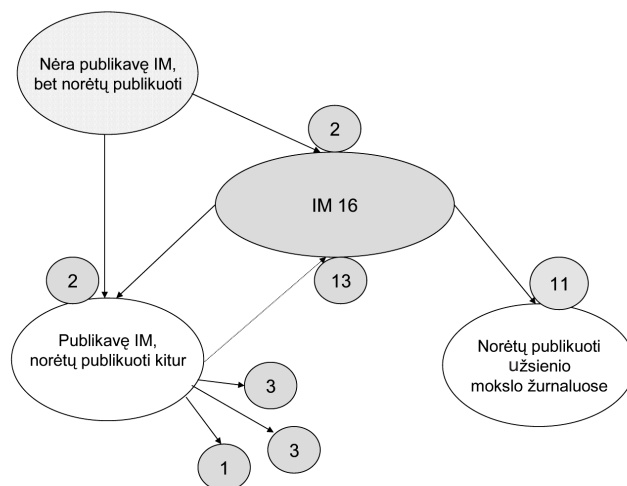 Nėra publikavę IM,
bet norėtų publikuoti
2
IM 16
2
13
11
Publikavę IM,
norėtų publikuoti kitur
Norėtų publikuoti
užsienio
mokslo žurnaluose
3
3
1